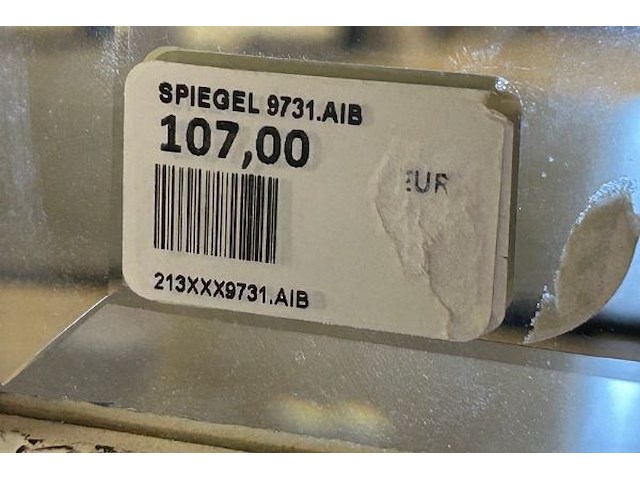 SPIEGEL 9731.AIB
107,00
EUR
213XXX9731.AIB